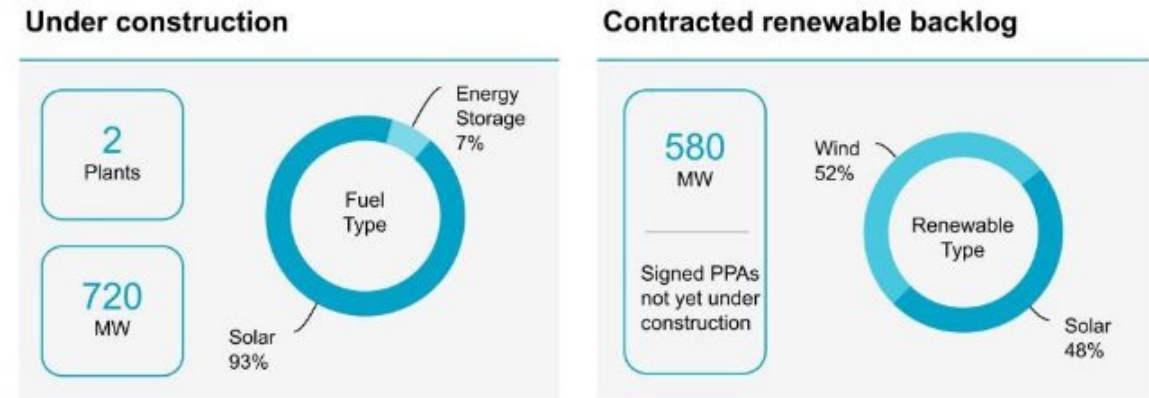 Under construction
2
Plants
720
MW
Fuel
Type
Energy
Storage
7%
Solar
93%
Contracted renewable backlog
580
MW
Signed PPAs
not yet under
construction
Wind
52%
Renewable
Type
Solar
48%